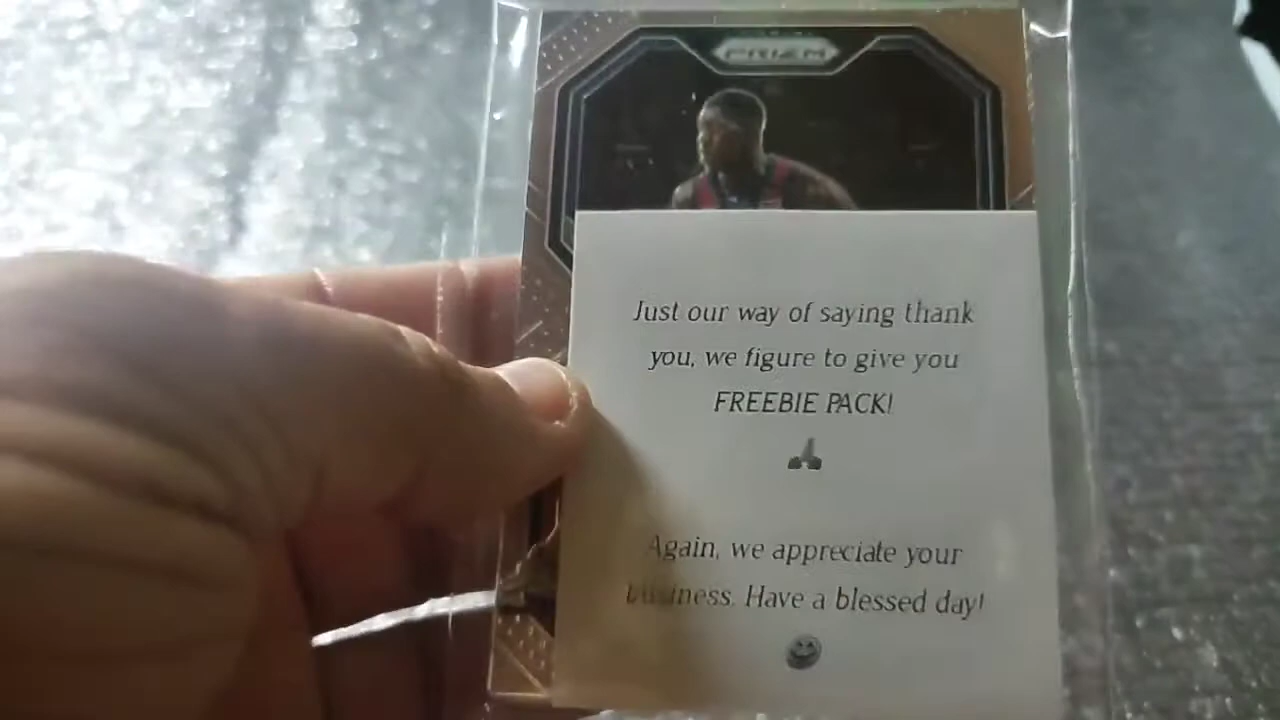 PRIZM
Just our way of saying thank
you, we figure to give you
FREEBIE PACK!
Again, we appreciate your
business. Have a blessed day!